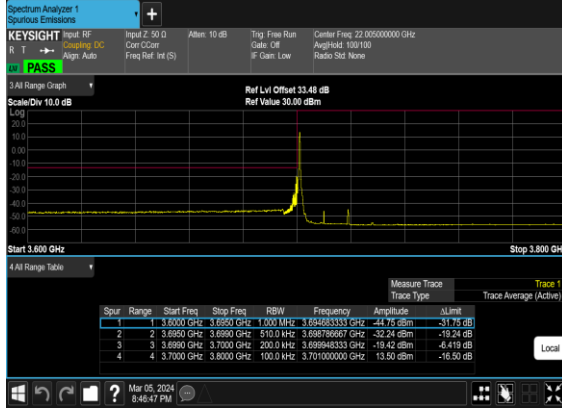 Spectrum Analyzer 1
Spurious Emissions
+
KEYSIGHT Input: RF Input Z: 50 Ω Atten: 10 dB Trig: Free Run Center Freq: 22.005000000 GHz
R T Coupling: DC Corr CCorr Gate: Off Avg|Hold: 100/100
Align: Auto Freq Ref: Int (S) IF Gain: Low Radio Std: None
PASS
3 All Range Graph Ref Lvl Offset 33.48 dB
Scale/Div 10.0 dB Ref Value 30.00 dBm
Log
20.0
10.0
0.00
-10.0
-20.0
-30.0
-40.0
-50.0
-60.0
Start 3.600 GHz Stop 3.800 GH
4 All Range Table
Measure Trace Trace 1
Trace Type Trace Average (Active)
Spur Range Start Freq Stop Freq RBW Frequency Amplitude ΔLimit
1 1 3.6000 GHz 3.6950 GHz 1.000 MHz 3.694683333 GHz -44.75 dBm -31.75 dB
2 2 3.6950 GHz 3.6990 GHz 510.0 kHz 3.698786667 GHz -32.24 dBm -19.24 dB
3 3 3.6990 GHz 3.7000 GHz 200.0 kHz 3.699948333 GHz -19.42 dBm -6.419 dB
4 4 3.7000 GHz 3.8000 GHz 100.0 kHz 3.701000000 GHz 13.50 dBm -16.50 dB
Local
? Mar 05, 2024
8:46:47 PM